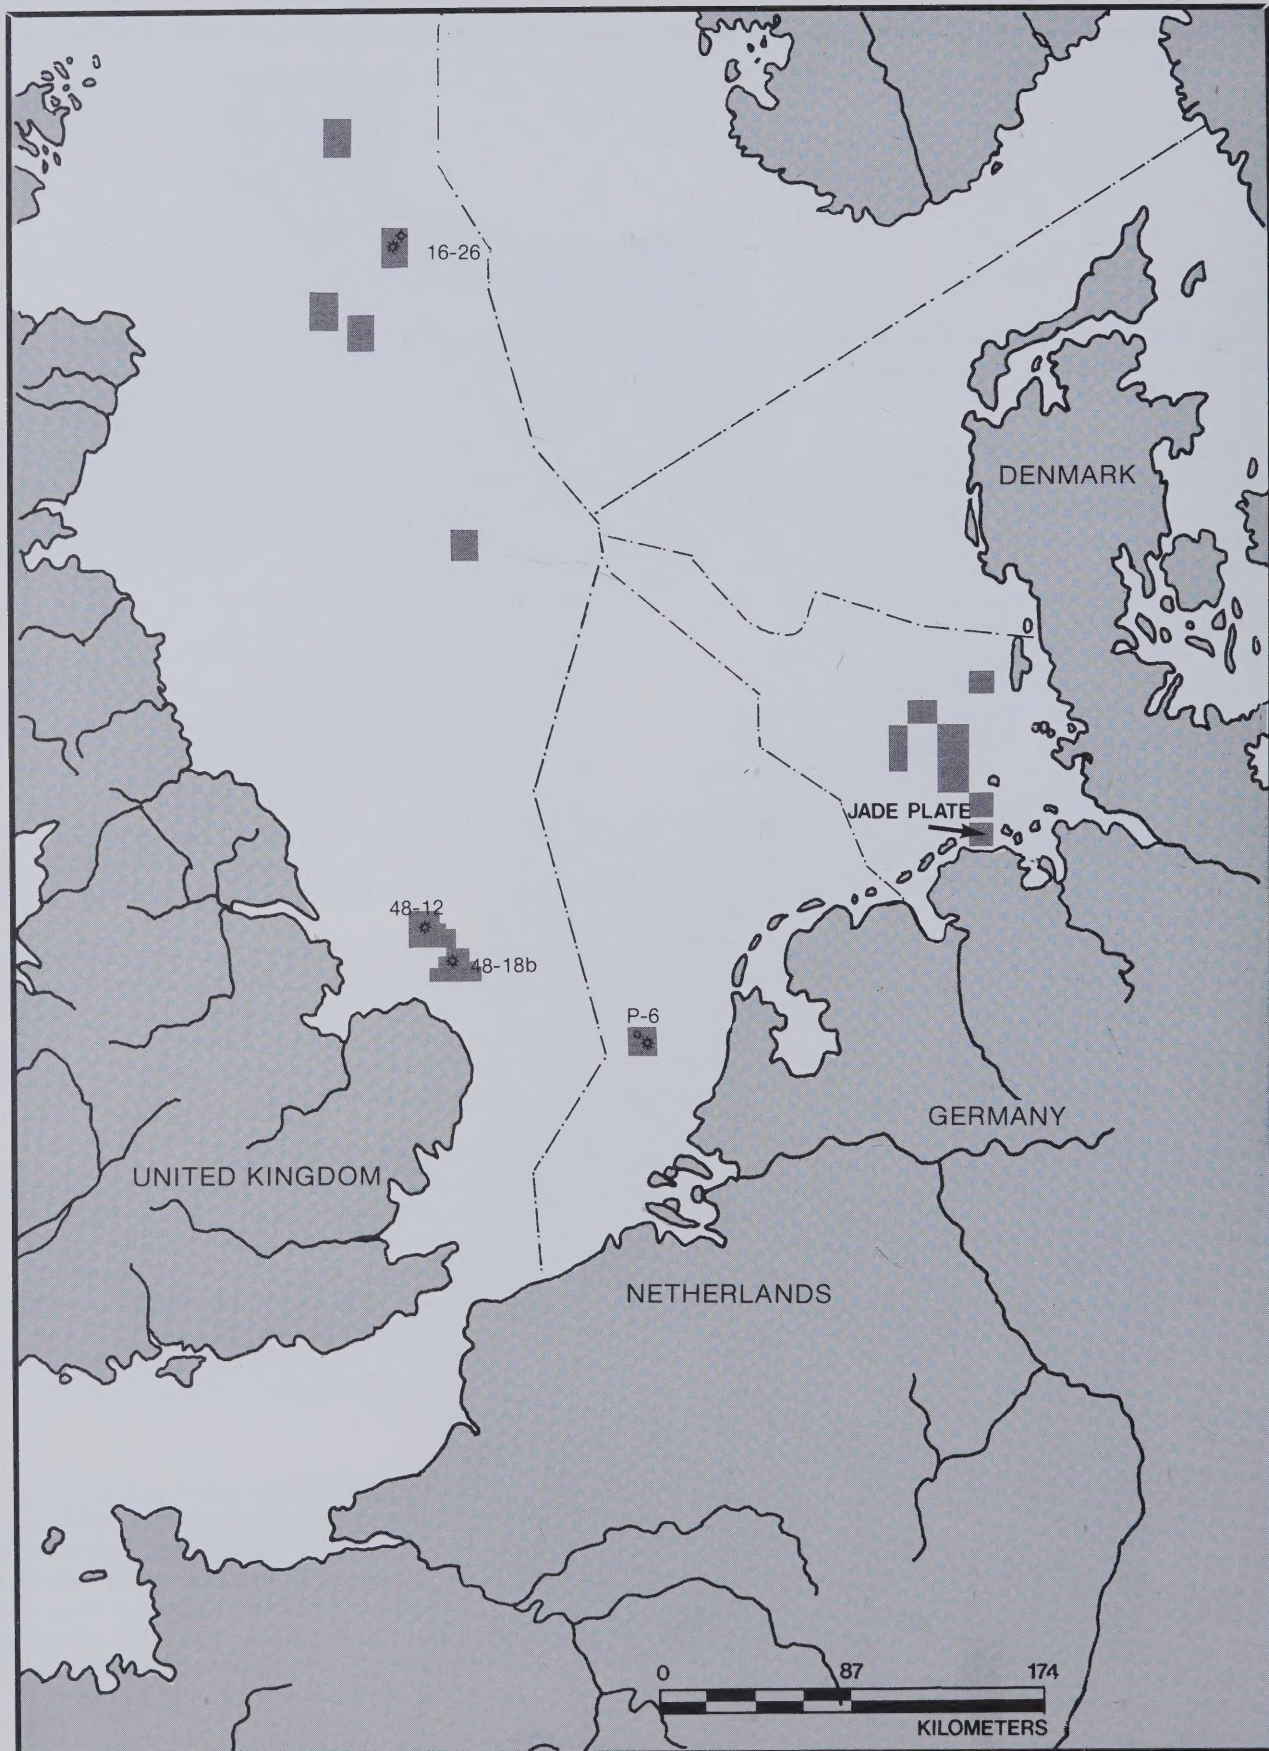 16-26
DENMARK
JADE PLATE
48-12
48-18b
P-6
GERMANY
UNITED KINGDOM
NETHERLANDS
0 87 174
KILOMETERS